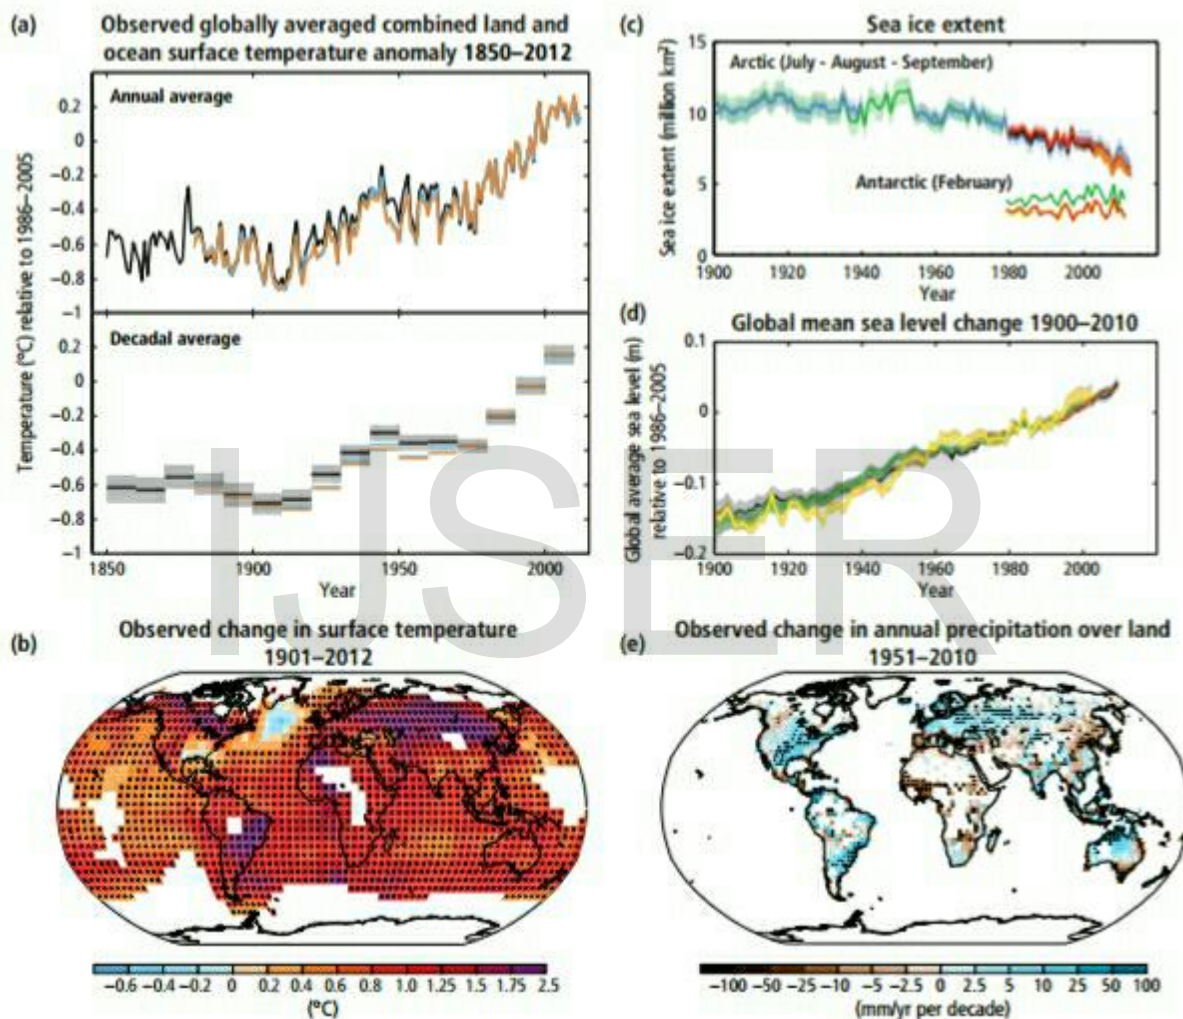 (a)
Observed globally averaged combined land and
ocean surface temperature anomaly 1850–2012
Annual average
0.2
0
−0.2
−0.4
−0.6
−0.8
−1
Decadal average
0.2
0
−0.2
−0.4
−0.6
−0.8
−1
Temperature (°C) relative to 1986–2005
1850 1900 1950 2000
Year
(c)
Sea ice extent
15
10
5
0
Sea ice extent (million km²)
Arctic (July - August - September)
Antarctic (February)
1900 1920 1940 1960 1980 2000
Year
(d)
Global mean sea level change 1900–2010
0.1
0
−0.1
−0.2
Global average sea level (m)
relative to 1986–2005
1900 1920 1940 1960 1980 2000
Year
IJSER
(b)
Observed change in surface temperature
1901–2012
−0.6 −0.4 −0.2 0 0.2 0.4 0.6 0.8 1.0 1.25 1.5 1.75 2.5
(°C)
(e)
Observed change in annual precipitation over land
1951–2010
−100 −50 −25 −10 −5 −2.5 0 2.5 5 10 25 50 100
(mm/yr per decade)